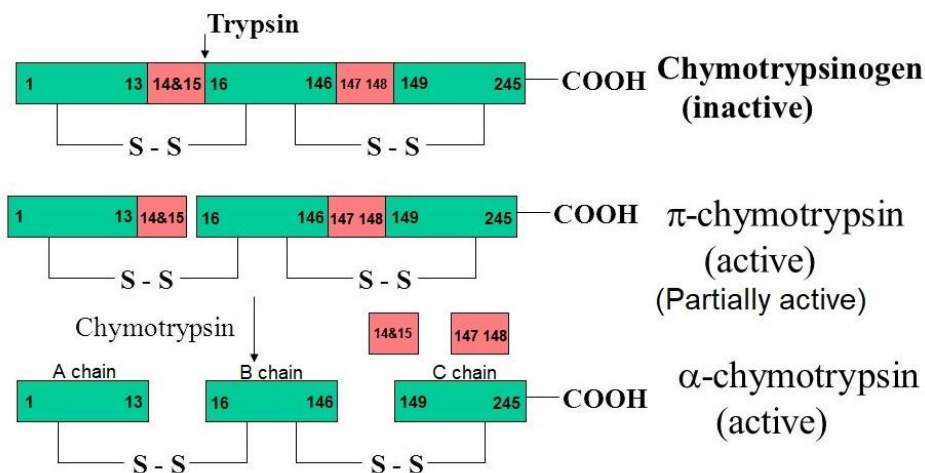 Trypsin
1 13 14&15 16 146 147 148 149 245 COOH Chymotrypsinogen
(inactive)
S - S S - S
1 13 14&15 16 146 147 148 149 245 COOH π-chymotrypsin
(active)
S - S S - S
(Partially active)
Chymotrypsin 14&15 147 148
A chain B chain C chain
1 13 16 146 149 245 COOH α-chymotrypsin
(active)
S - S S - S